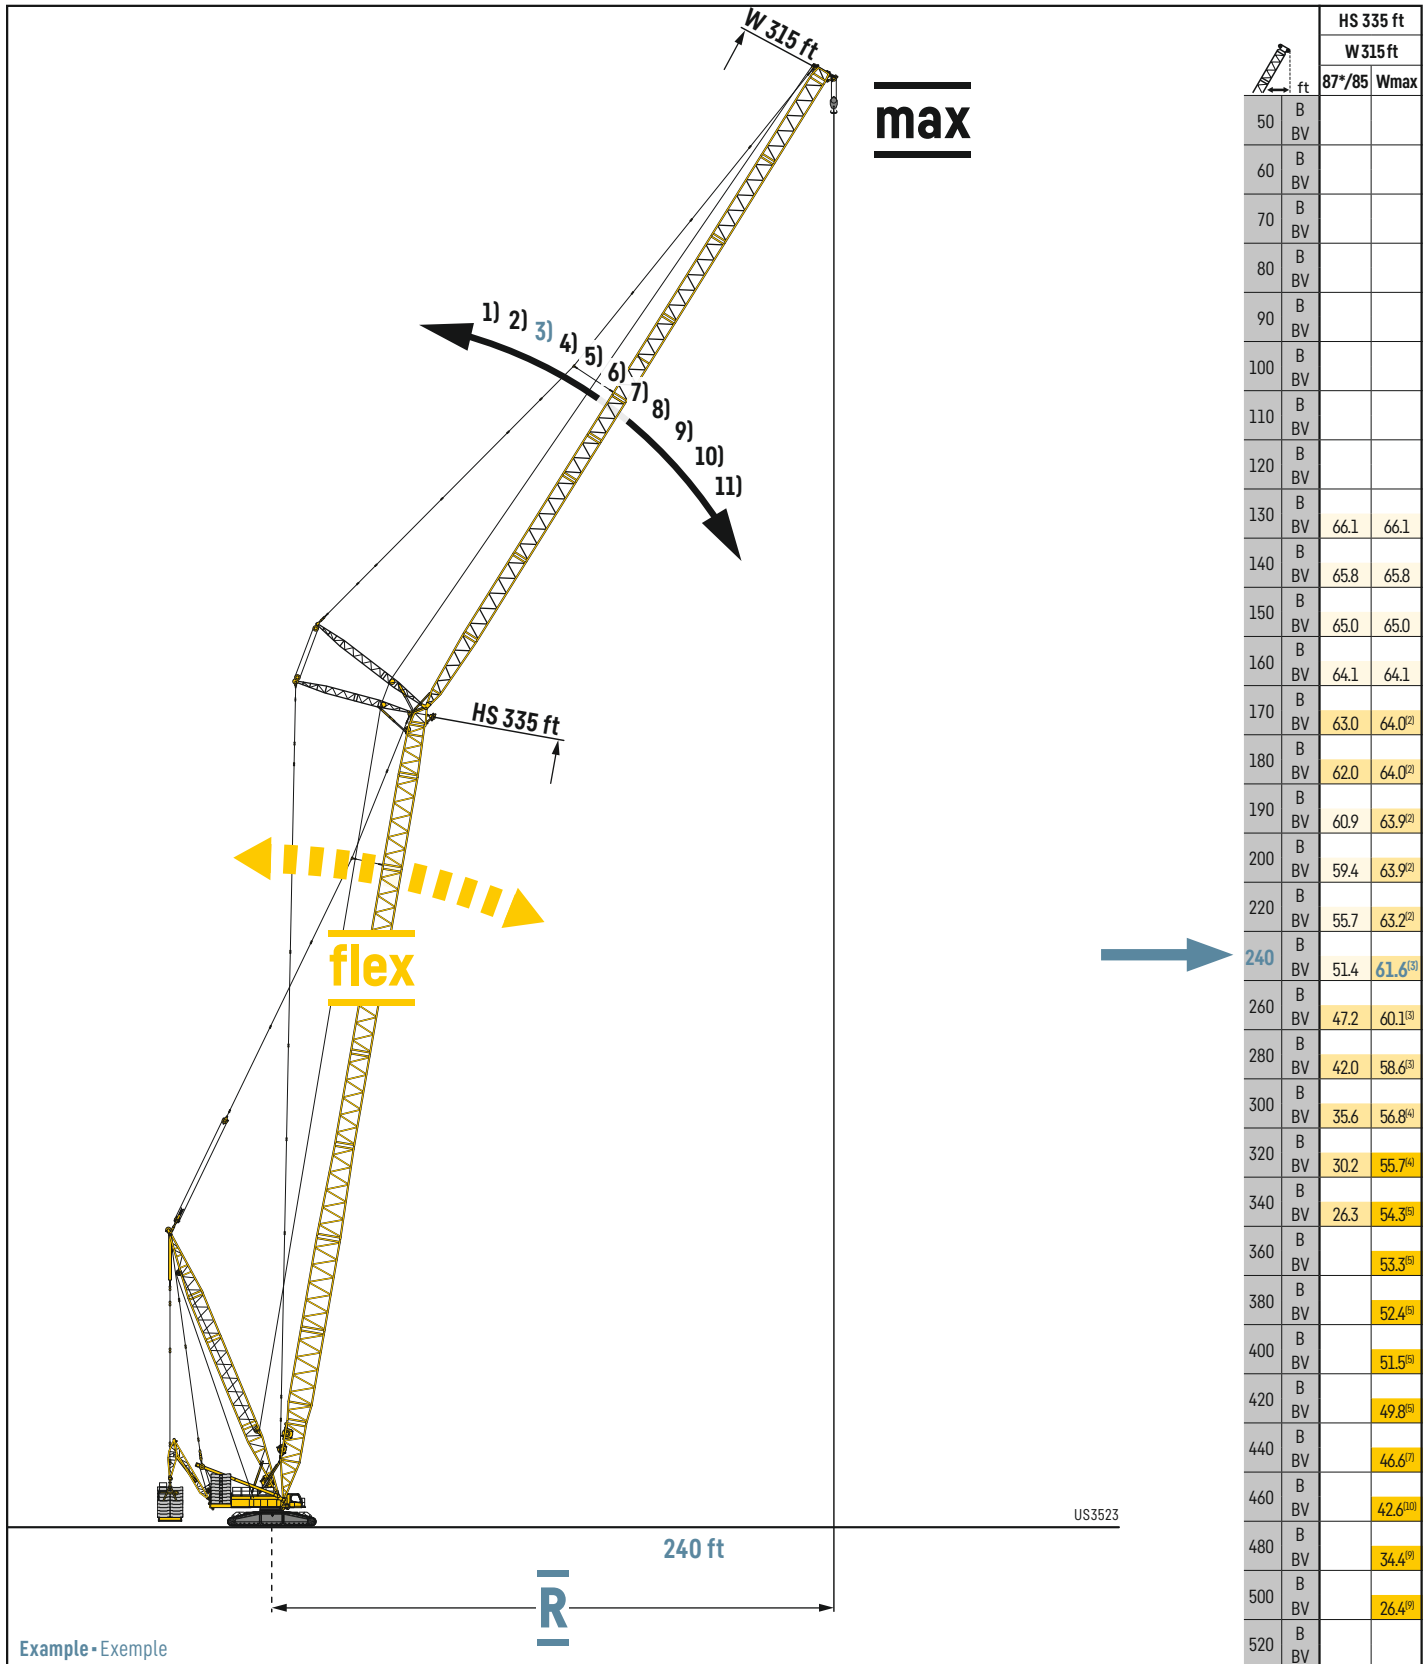 W 315 ft
max
1) 2) 3) 4) 5) 6) 7) 8) 9) 10) 11)
HS 335 ft
flex
US3523
240 ft
R
Example • Exemple
HS 335 ft
W 315 ft
ft 87*/85 Wmax
50 B
BV
60 B
BV
70 B
BV
80 B
BV
90 B
BV
100 B
BV
110 B
BV
120 B
BV
130 B
BV 66.1 66.1
140 B
BV 65.8 65.8
150 B
BV 65.0 65.0
160 B
BV 64.1 64.1
170 B
BV 63.0 64.0(2)
180 B
BV 62.0 64.0(2)
190 B
BV 60.9 63.9(2)
200 B
BV 59.4 63.9(2)
220 B
BV 55.7 63.2(2)
240 B
BV 51.4 61.6(3)
260 B
BV 47.2 60.1(3)
280 B
BV 42.0 58.6(3)
300 B
BV 35.6 56.8(4)
320 B
BV 30.2 55.7(4)
340 B
BV 26.3 54.3(5)
360 B
BV 53.3(5)
380 B
BV 52.4(5)
400 B
BV 51.5(5)
420 B
BV 49.8(5)
440 B
BV 46.6(7)
460 B
BV 42.6(10)
480 B
BV 34.4(9)
500 B
BV 26.4(9)
520 B
BV